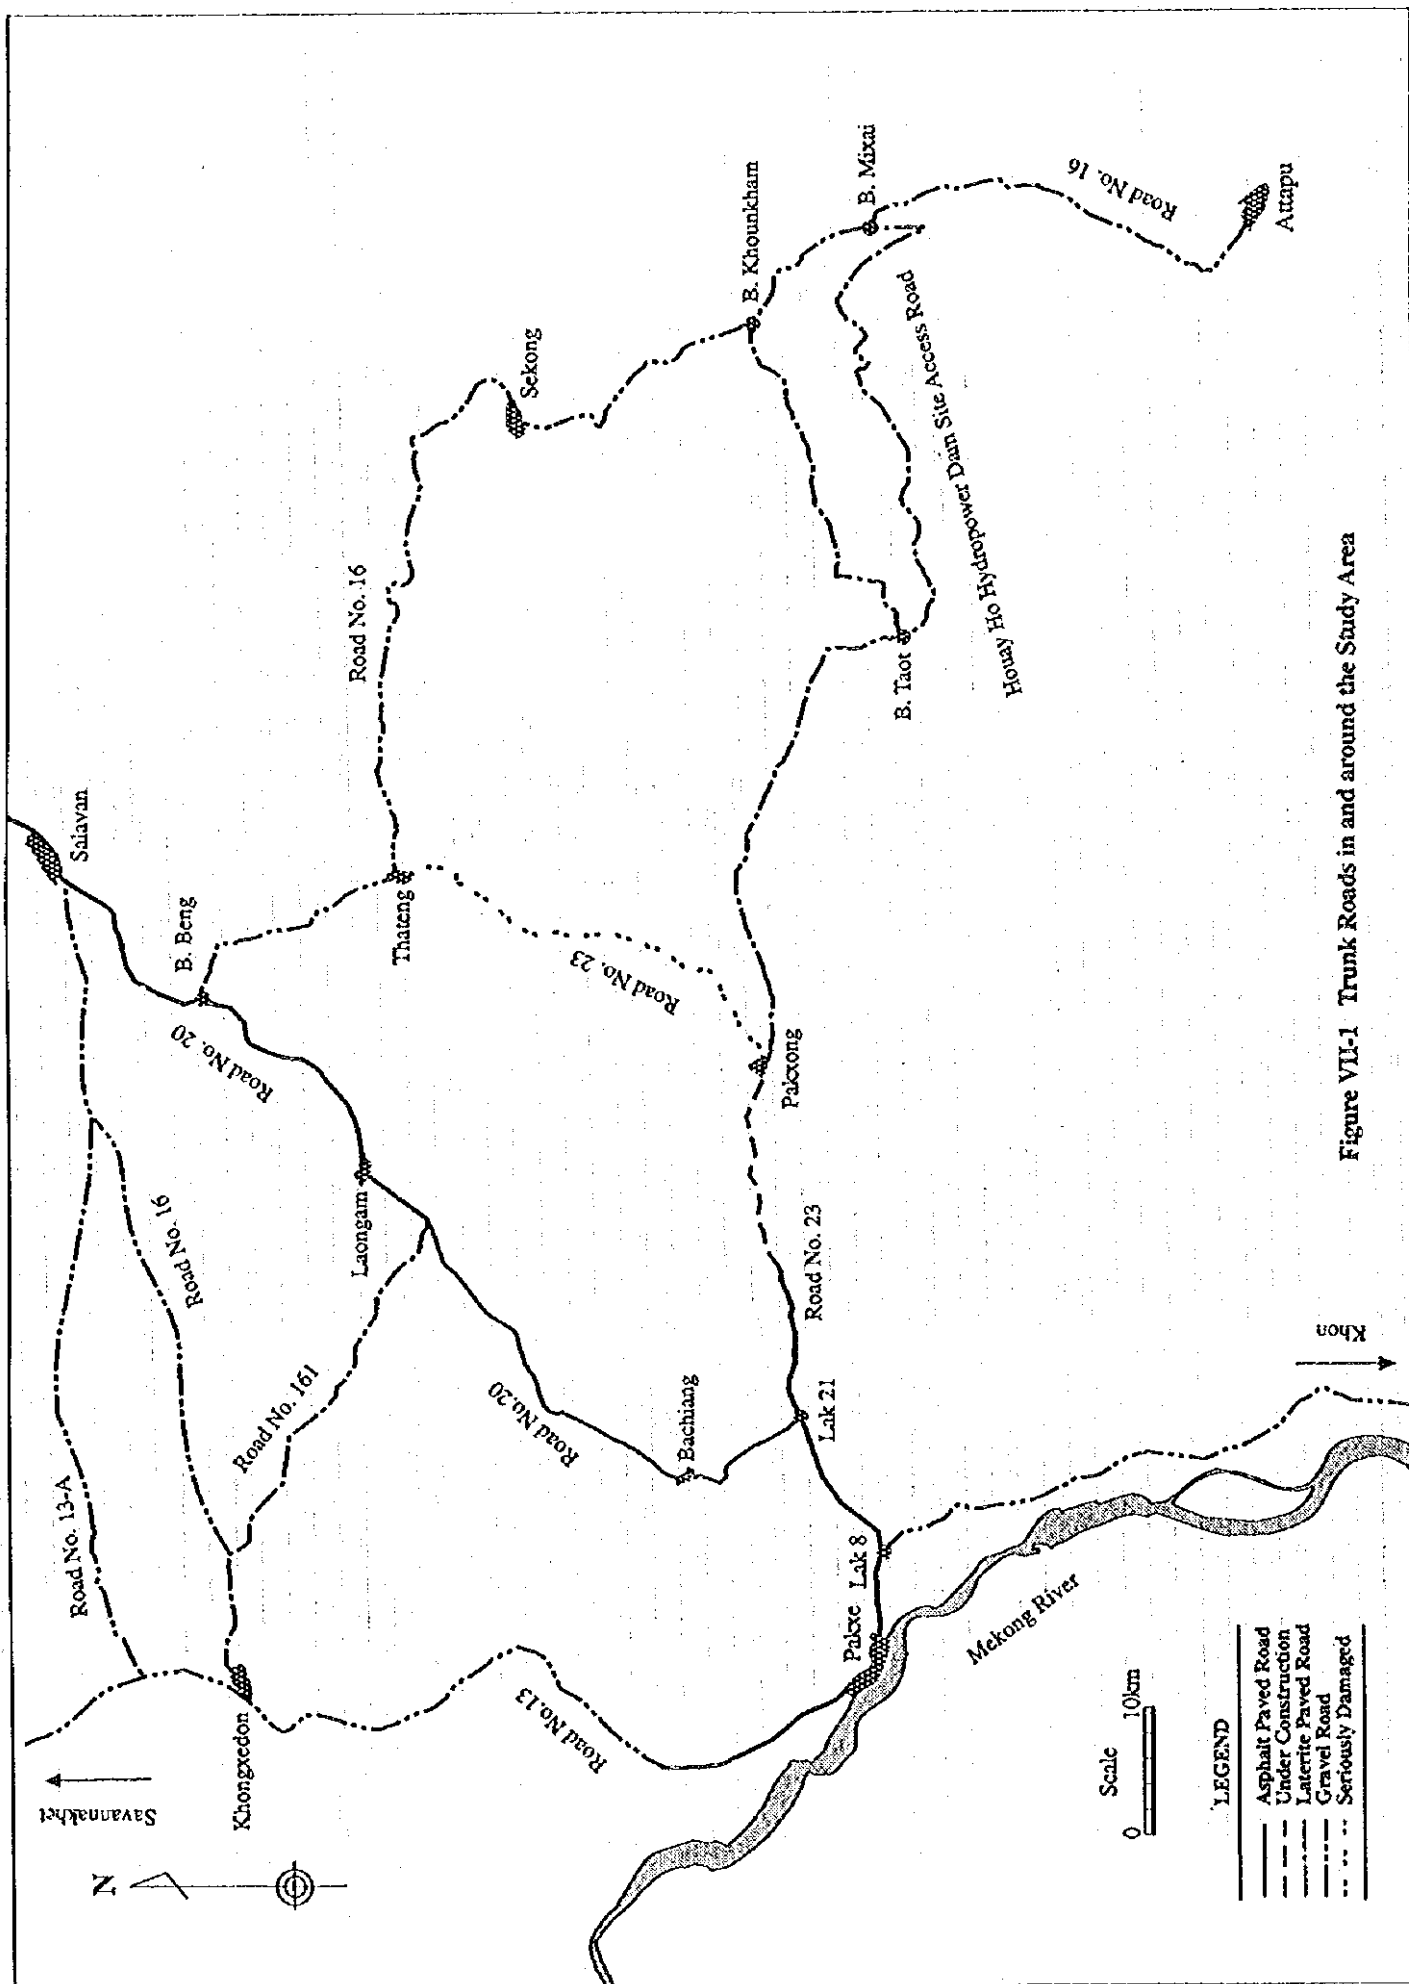 N
Savannakhet
Khongxedon
Road No. 13-A
Road No. 16
Road No. 161
Road No. 20
Laongam
B. Beng
Salavan
Road No. 16
Thateng
Sekong
Road No. 23
Road No.20
Road No.13
Bachiang
Pakxe
Lak 8
Lak 21
Road No. 23
Pakxong
B. Taot
B. Khounkham
B. Mixai
Houay Ho Hydropower Dam Site Access Road
Road No. 16
Attapu
Mekong River
Khon
Scale
0 10km
LEGEND
Asphalt Paved Road
Under Construction
Laterite Paved Road
Gravel Road
Seriously Damaged
Figure VII-1 Trunk Roads in and around the Study Area